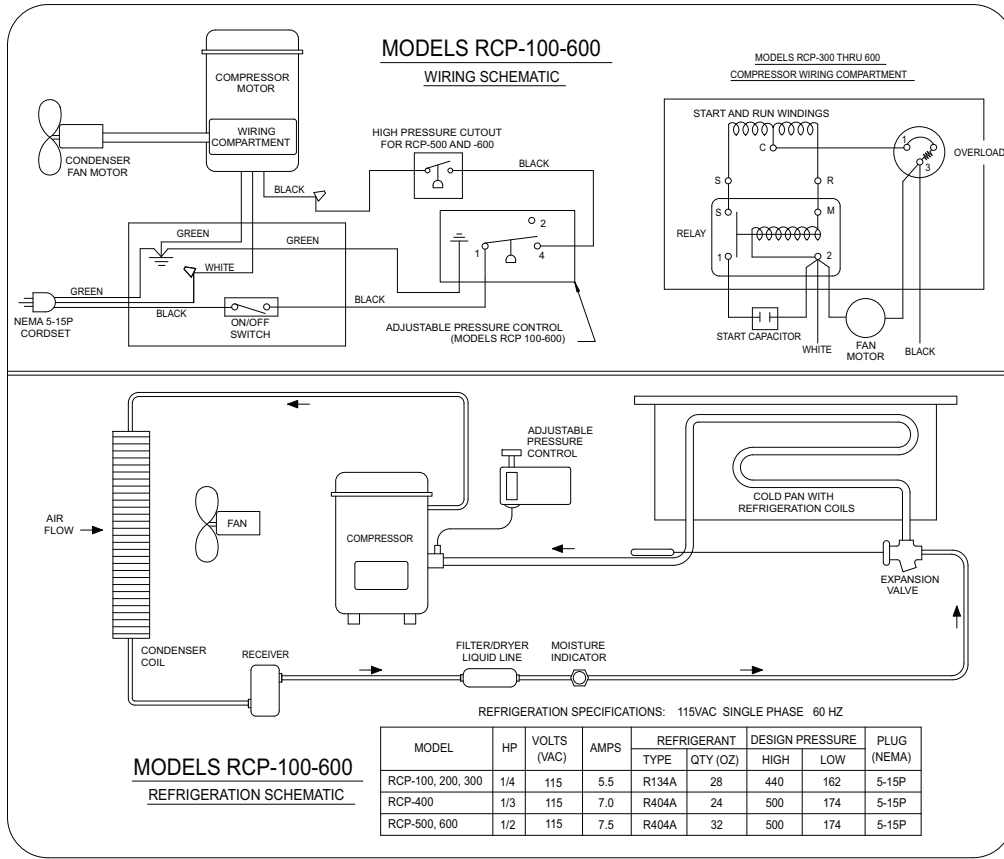 MODELS RCP-100-600
WIRING SCHEMATIC
COMPRESSOR
MOTOR
WIRING
COMPARTMENT
CONDENSER
FAN MOTOR
HIGH PRESSURE CUTOUT
FOR RCP-500 AND -600
BLACK
BLACK
GREEN
GREEN
WHITE
GREEN
BLACK
BLACK
NEMA 5-15P
CORDSET
ON/OFF
SWITCH
2
1
4
ADJUSTABLE PRESSURE CONTROL
(MODELS RCP 100-600)
MODELS RCP-300 THRU 600
COMPRESSOR WIRING COMPARTMENT
START AND RUN WINDINGS
C
1
OVERLOAD
3
S
R
S
M
RELAY
1
2
START CAPACITOR
WHITE
FAN
MOTOR
BLACK
AIR
FLOW
FAN
COMPRESSOR
ADJUSTABLE
PRESSURE
CONTROL
COLD PAN WITH
REFRIGERATION COILS
EXPANSION
VALVE
CONDENSER
COIL
RECEIVER
FILTER/DRYER
LIQUID LINE
MOISTURE
INDICATOR
MODELS RCP-100-600
REFRIGERATION SCHEMATIC
REFRIGERATION SPECIFICATIONS: 115VAC SINGLE PHASE 60 HZ
MODEL HP VOLTS (VAC) AMPS REFRIGERANT DESIGN PRESSURE PLUG (NEMA)
TYPE QTY (OZ) HIGH LOW
RCP-100, 200, 300 1/4 115 5.5 R134A 28 440 162 5-15P
RCP-400 1/3 115 7.0 R404A 24 500 174 5-15P
RCP-500, 600 1/2 115 7.5 R404A 32 500 174 5-15P